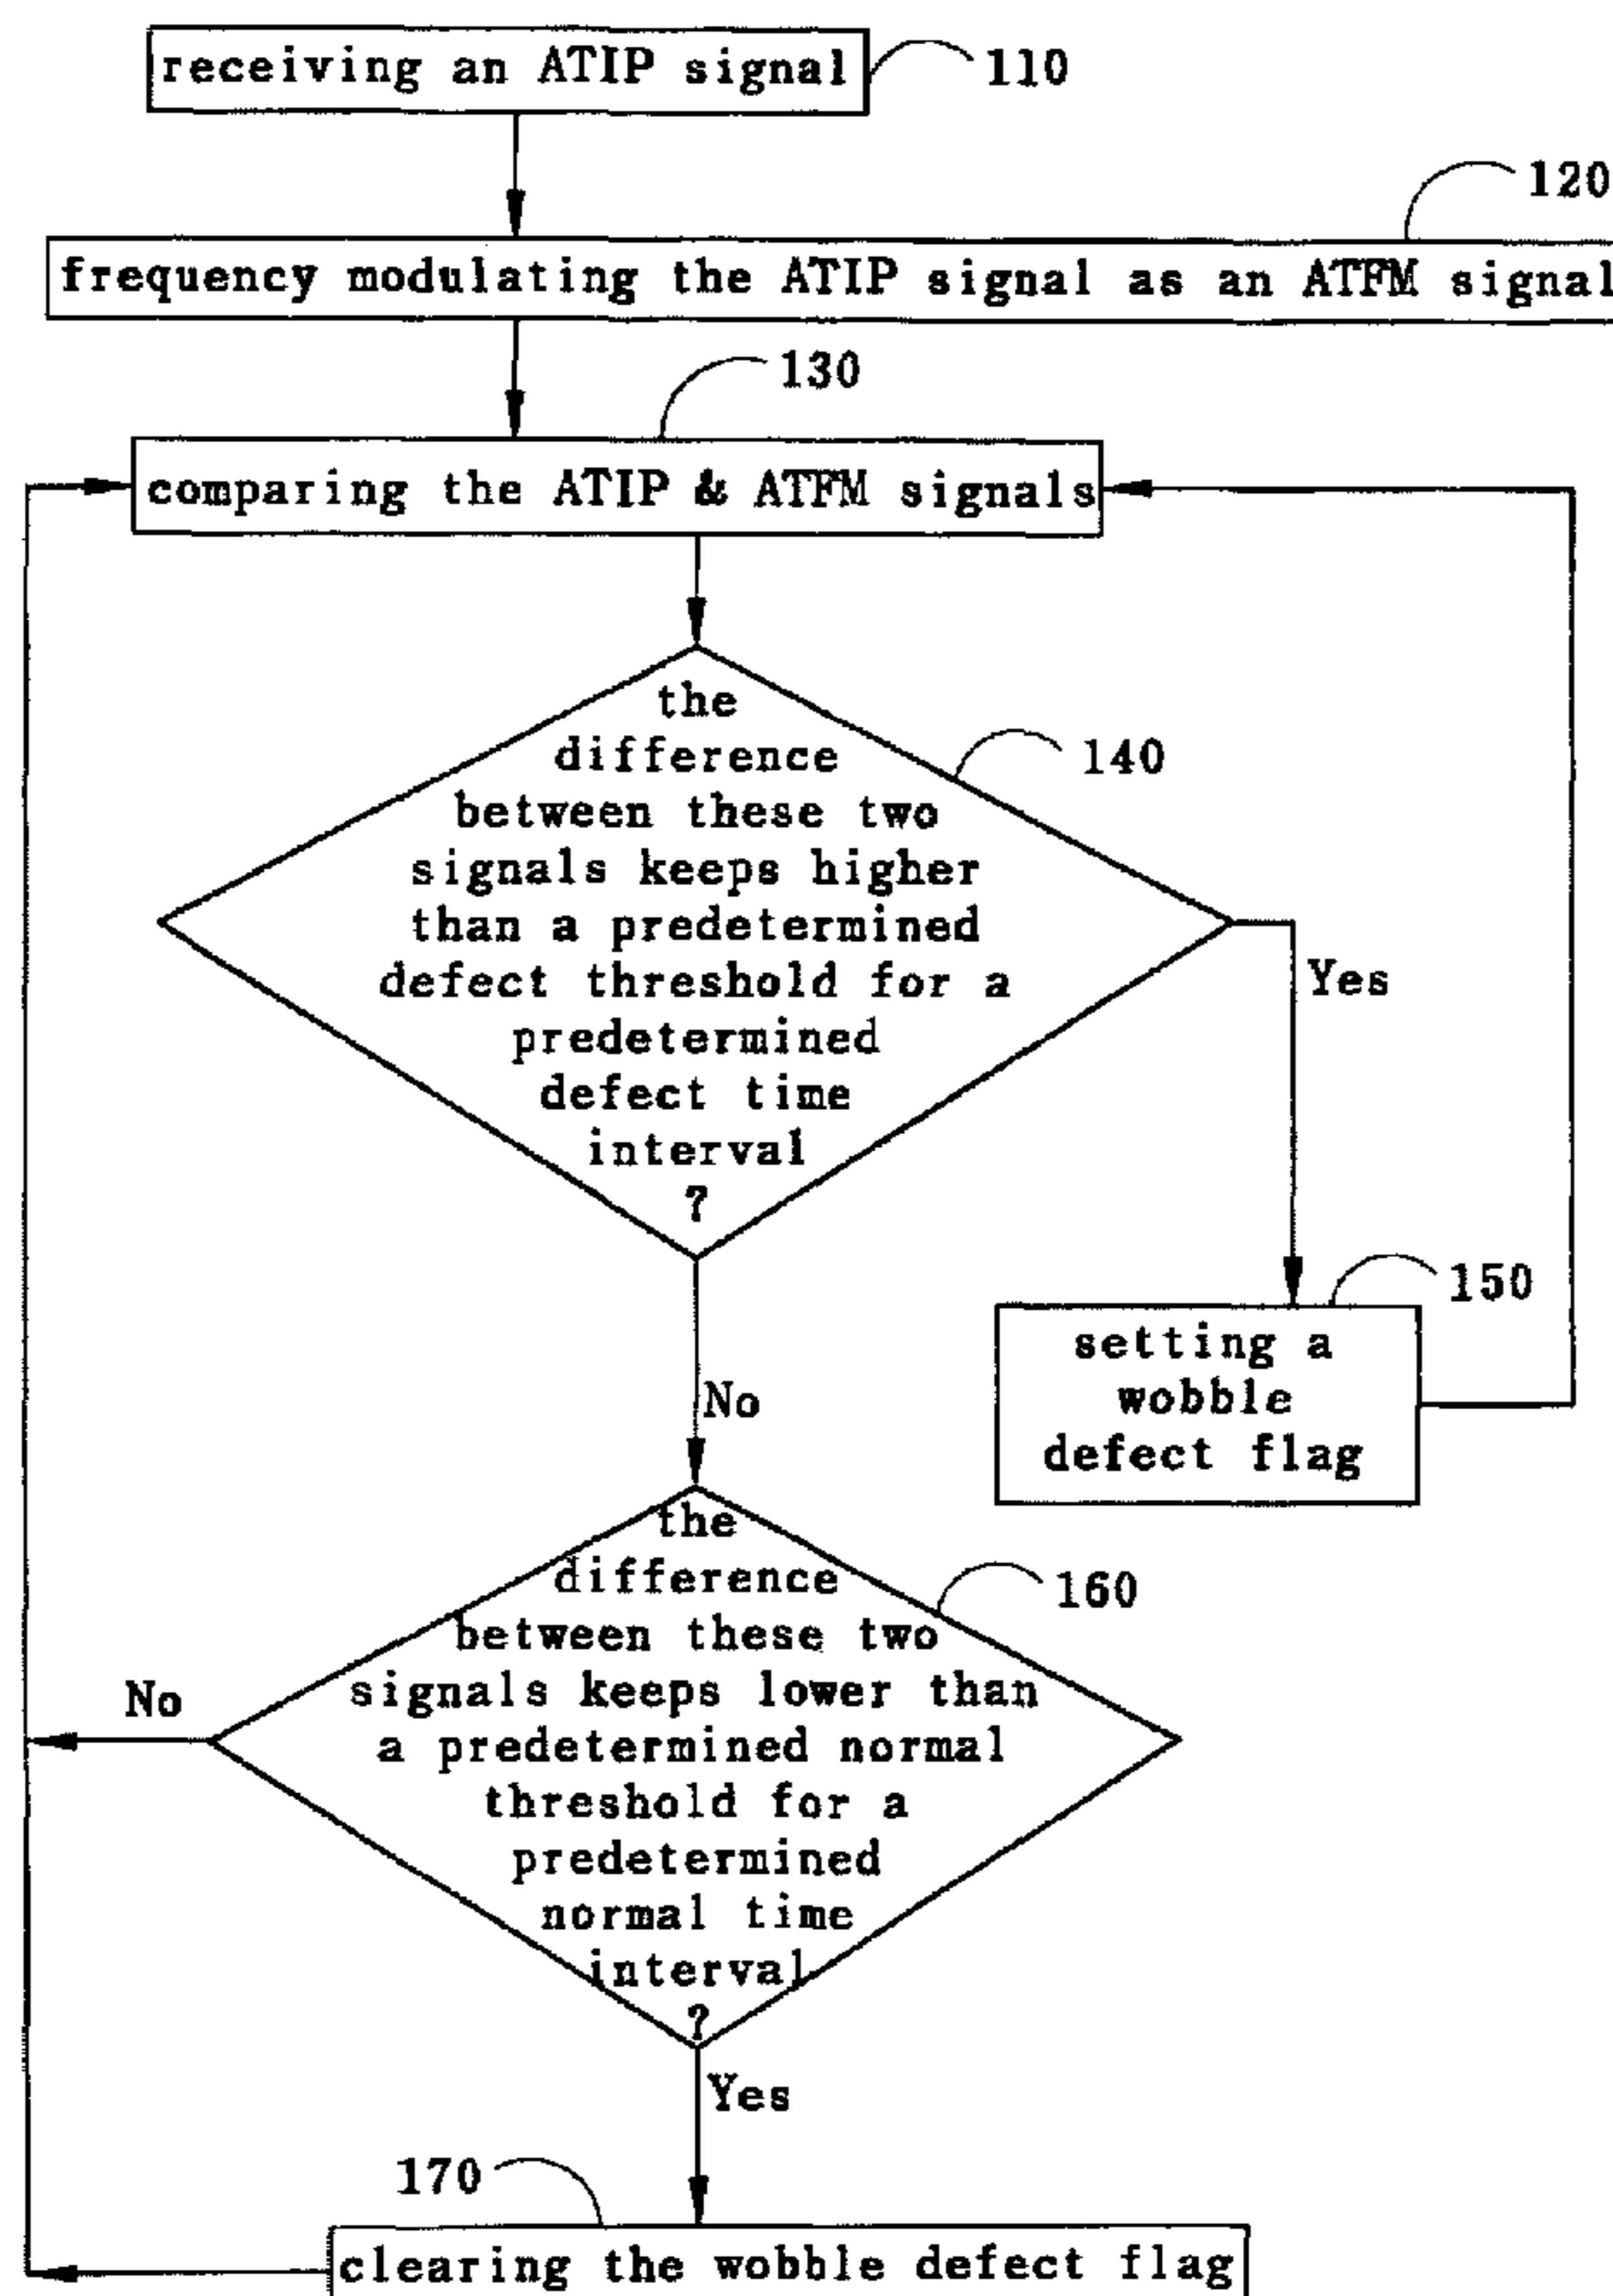 receiving an ATIP signal
110
120
frequency modulating the ATIP signal as an ATFM signal
130
comparing the ATIP & ATFM signals
the
difference
between these two
signals keeps higher
than a predetermined
defect threshold for a
predetermined
defect time
interval
?
140
Yes
150
setting a
wobble
defect flag
No
the
difference
between these two
signals keeps lower than
a predetermined normal
threshold for a
predetermined
normal time
interval
?
160
No
Yes
170
clearing the wobble defect flag